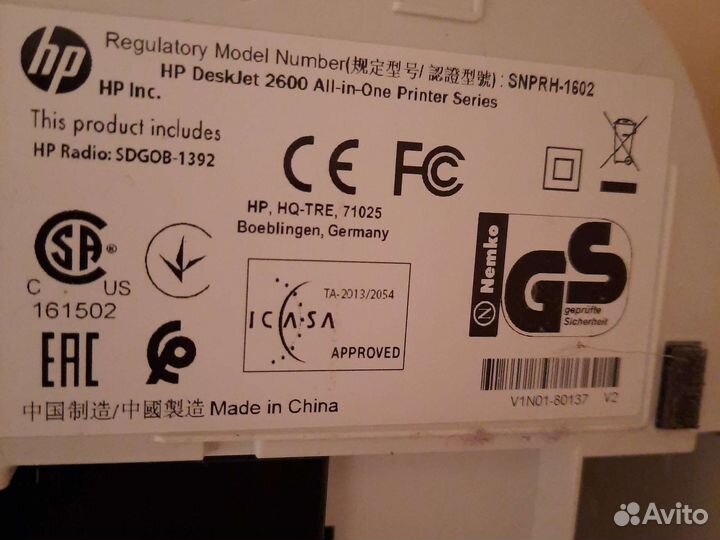 hp
Regulatory Model Number(规定型号/ 認證型號) : SNPRH-1602
HP DeskJet 2600 All-in-One Printer Series
HP Inc.
This product includes
HP Radio: SDGOB-1392
CE FC
HP, HQ-TRE, 71025
Boeblingen, Germany
SA ®
C US
161502
ICASA
TA-2013/2054
APPROVED
N Nemko
GS
geprüfte
Sicherheit
EAC
V1N01-80137 V2
中国制造/中國製造 Made in China
Avito